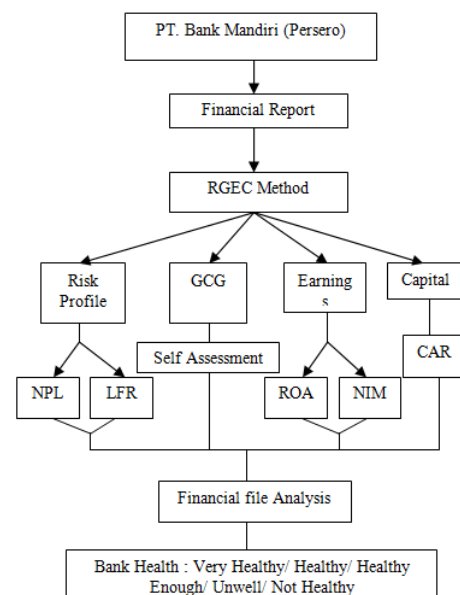 PT. Bank Mandiri (Persero)
Financial Report
RGEC Method
Risk
Profile
GCG
Earning
s
Capital
Self Assessment
CAR
NPL
LFR
ROA
NIM
Financial file Analysis
Bank Health : Very Healthy/ Healthy/ Healthy
Enough/ Unwell/ Not Healthy